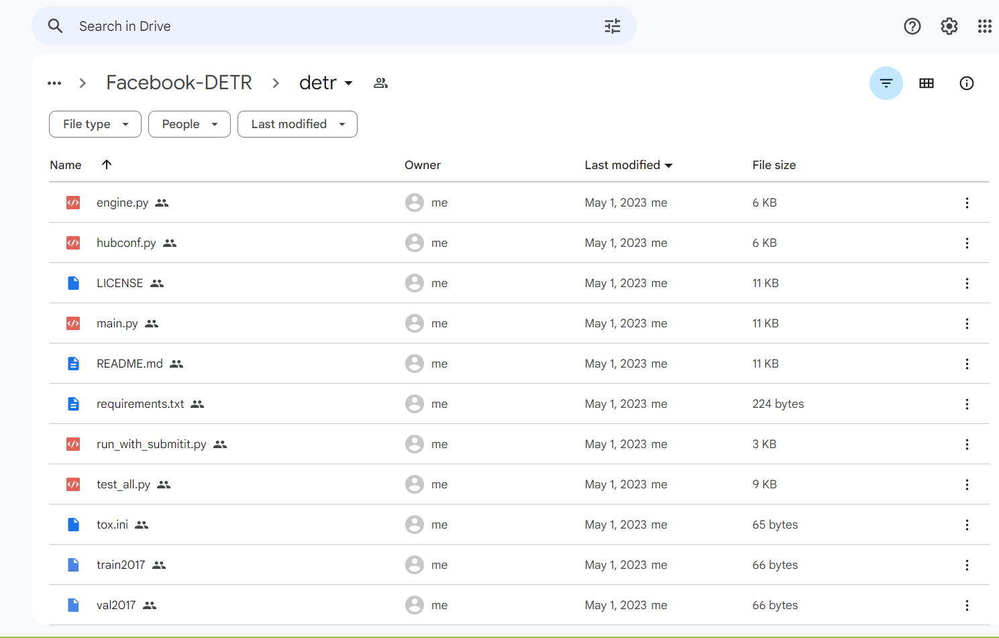 Search in Drive
Facebook-DETR detr
File type People Last modified
Name Owner Last modified File size
engine.py me May 1, 2023 me 6 KB
hubconf.py me May 1, 2023 me 6 KB
LICENSE me May 1, 2023 me 11 KB
main.py me May 1, 2023 me 11 KB
README.md me May 1, 2023 me 11 KB
requirements.txt me May 1, 2023 me 224 bytes
run_with_submitit.py me May 1, 2023 me 3 KB
test_all.py me May 1, 2023 me 9 KB
tox.ini me May 1, 2023 me 65 bytes
train2017 me May 1, 2023 me 66 bytes
val2017 me May 1, 2023 me 66 bytes